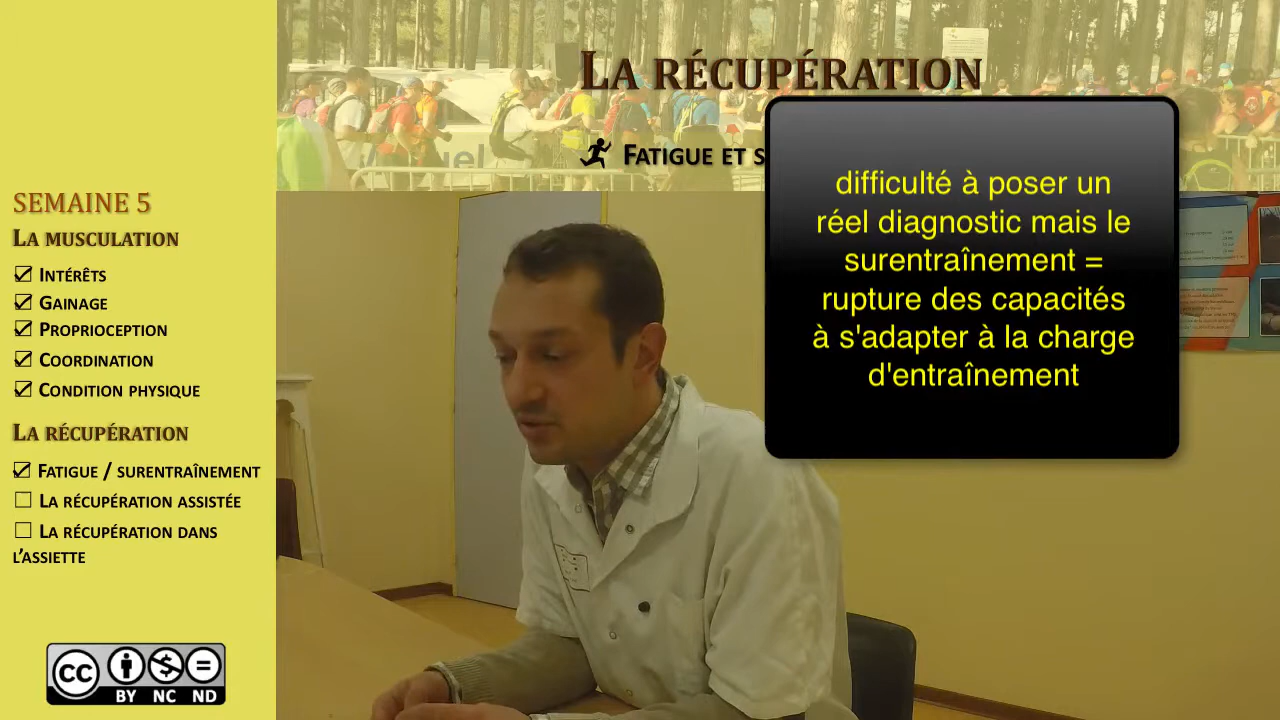 LA RÉCUPÉRATION
FATIGUE ET S
difficulté à poser un
réel diagnostic mais le
surentraînement =
rupture des capacités
à s'adapter à la charge
d'entraînement
SEMAINE 5
LA MUSCULATION
☑ INTÉRÊTS
☑ GAINAGE
☑ PROPRIOCEPTION
☑ COORDINATION
☑ CONDITION PHYSIQUE
LA RÉCUPÉRATION
☑ FATIGUE / SURENTRAÎNEMENT
☐ LA RÉCUPÉRATION ASSISTÉE
☐ LA RÉCUPÉRATION DANS
L'ASSIETTE
CC BY NC ND